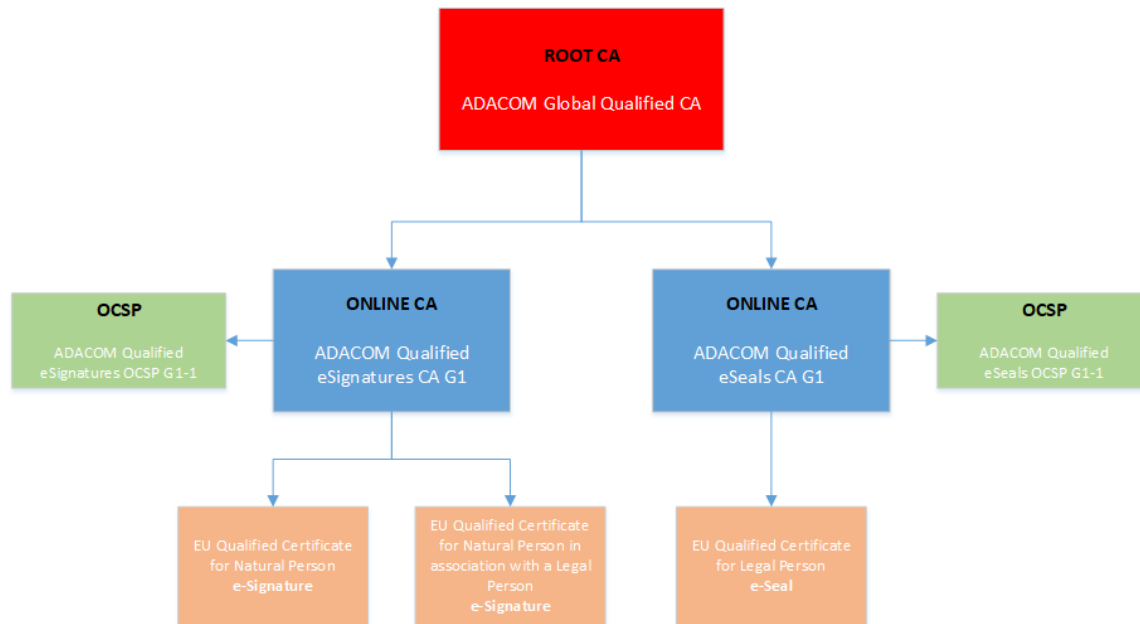 ROOT CA
ADACOM Global Qualified CA
OCSP
ADACOM Qualified
eSignatures OCSP G1-1
ONLINE CA
ADACOM Qualified
eSignatures CA G1
ONLINE CA
ADACOM Qualified
eSeals CA G1
OCSP
ADACOM Qualified
eSeals OCSP G1-1
EU Qualified Certificate
for Natural Person
e-Signature
EU Qualified Certificate
for Natural Person in
association with a Legal
Person
e-Signature
EU Qualified Certificate
for Legal Person
e-Seal